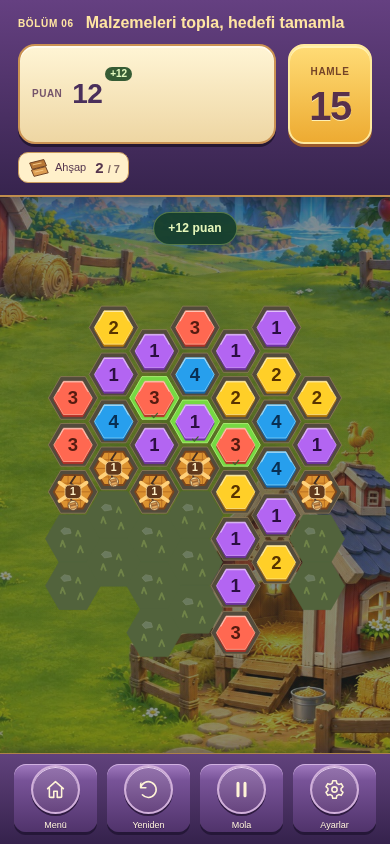 BÖLÜM 06 Malzemeleri topla, hedefi tamamla
PUAN 12 +12
HAMLE
15
Ahşap 2 / 7
+12 puan
2 3 1
1 1
1 4 2
3 3 2 2
4 1 4
3 1 3 1
1 1 4
1 1 2 1
1
1
2
1
3
Menü Yeniden Mola Ayarlar